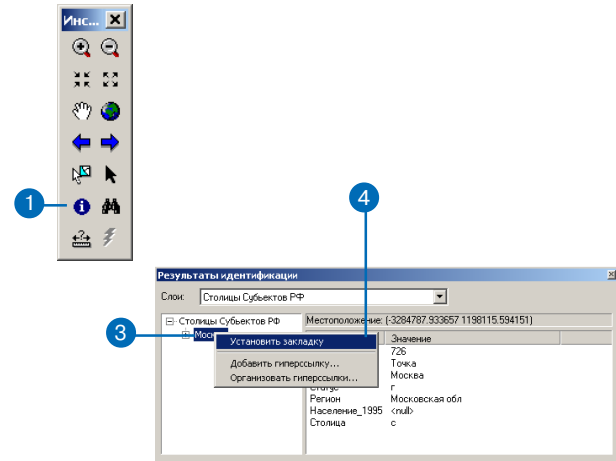 Инс...
1
4
Результаты идентификации
Слои: Столицы Субъектов РФ
Столицы Субъектов РФ
Местоположение: (-3284787.933657 1198115.594151)
3
Установить закладку
Добавить гиперссылку...
Организовать гиперссылки...
Значение
726
Точка
Москва
г
Регион Московская обл
Население_1995 <null>
Столица с